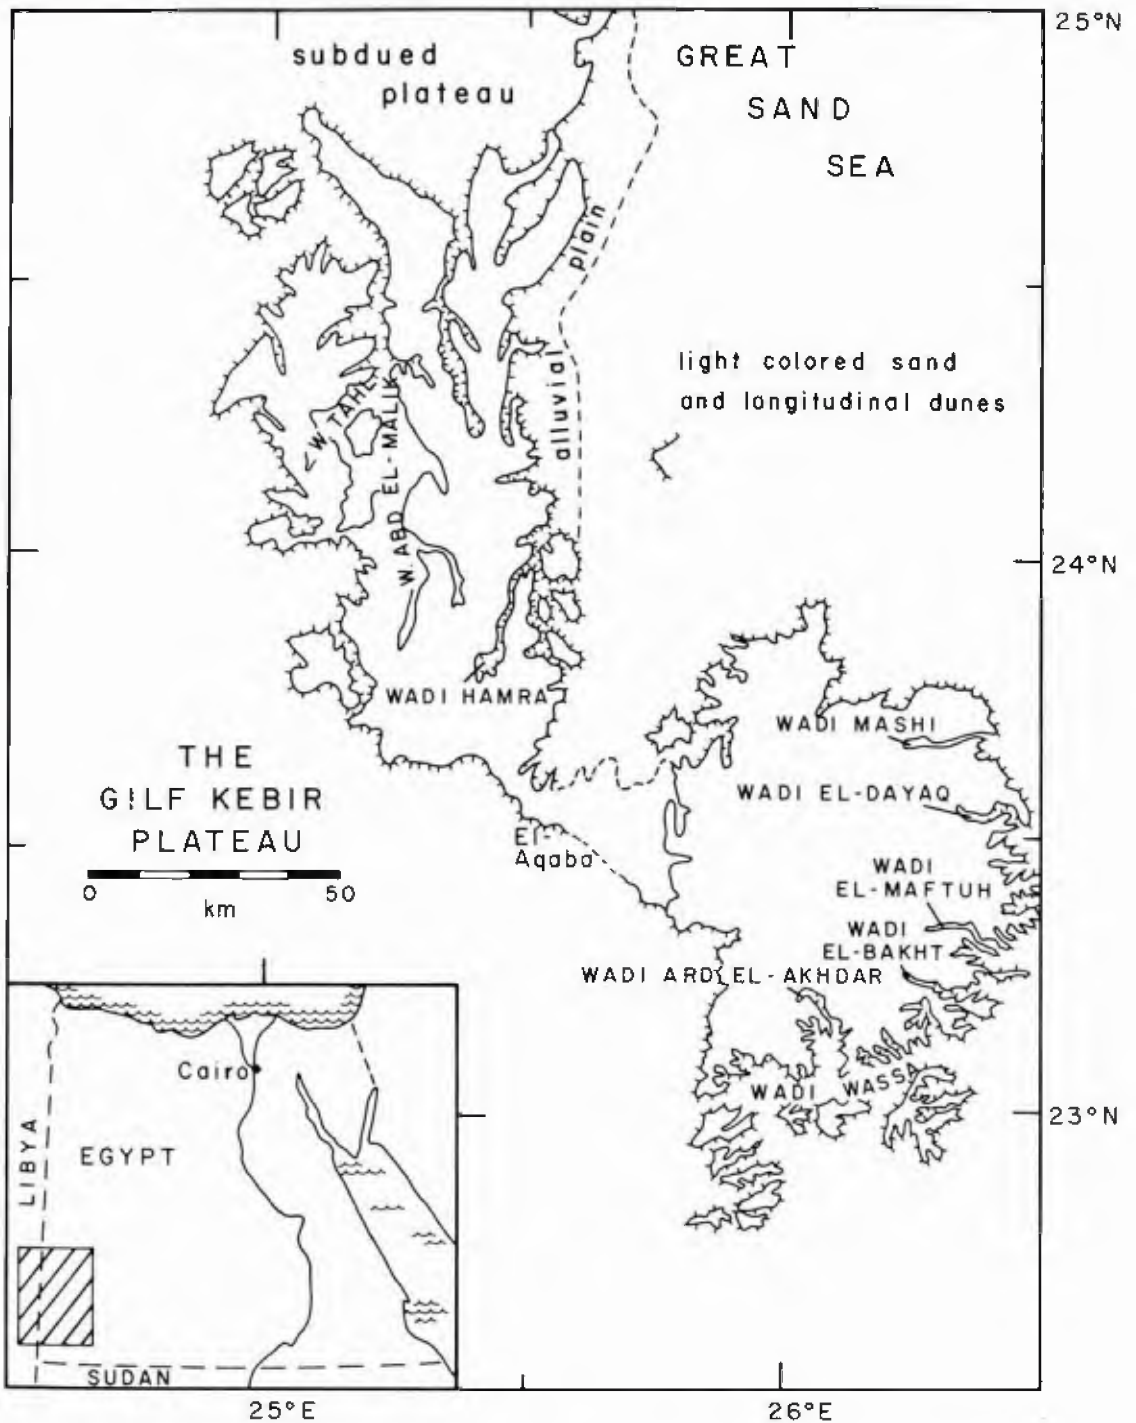 25°N
subdued
plateau
GREAT
SAND
SEA
plain
light colored sand
and longitudinal dunes
alluvial
W. TAHL
W. ABD EL-MALIK
24°N
WADI HAMRA
WADI MASHI
THE
GILF KEBIR
PLATEAU
0 50
km
WADI EL-DAYAQ
El-
Aqaba
WADI
EL-MAFTUH
WADI
EL-BAKHT
WADI ARD EL-AKHDAR
WADI WASSA
23°N
Cairo
LIBYA
EGYPT
SUDAN
25°E
26°E